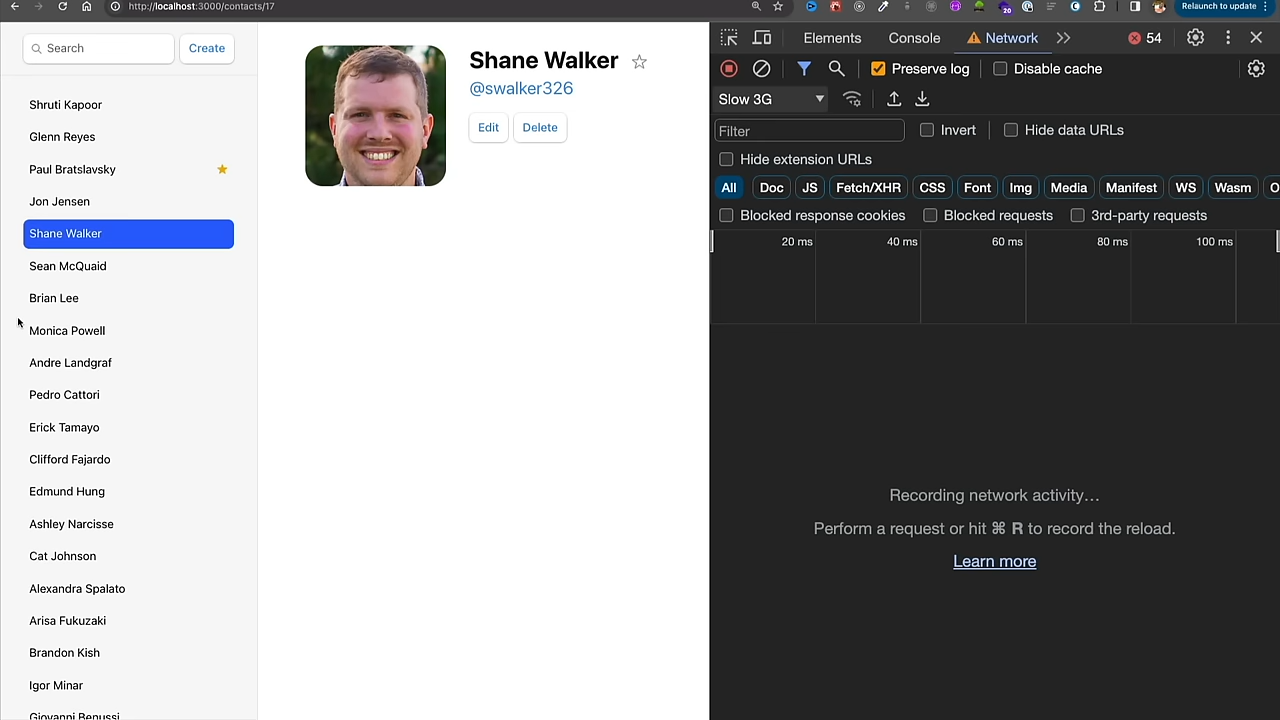 http://localhost:3000/contacts/17
Relaunch to update
Search
Create
Shruti Kapoor
Glenn Reyes
Paul Bratslavsky
Jon Jensen
Shane Walker
Sean McQuaid
Brian Lee
Monica Powell
Andre Landgraf
Pedro Cattori
Erick Tamayo
Clifford Fajardo
Edmund Hung
Ashley Narcisse
Cat Johnson
Alexandra Spalato
Arisa Fukuzaki
Brandon Kish
Igor Minar
Giovanni Benussi
Shane Walker
@swalker326
Edit Delete
Elements Console Network 54
Preserve log Disable cache
Slow 3G
Filter Invert Hide data URLs
Hide extension URLs
All Doc JS Fetch/XHR CSS Font Img Media Manifest WS Wasm O
Blocked response cookies Blocked requests 3rd-party requests
20 ms 40 ms 60 ms 80 ms 100 ms
Recording network activity…
Perform a request or hit ⌘ R to record the reload.
Learn more